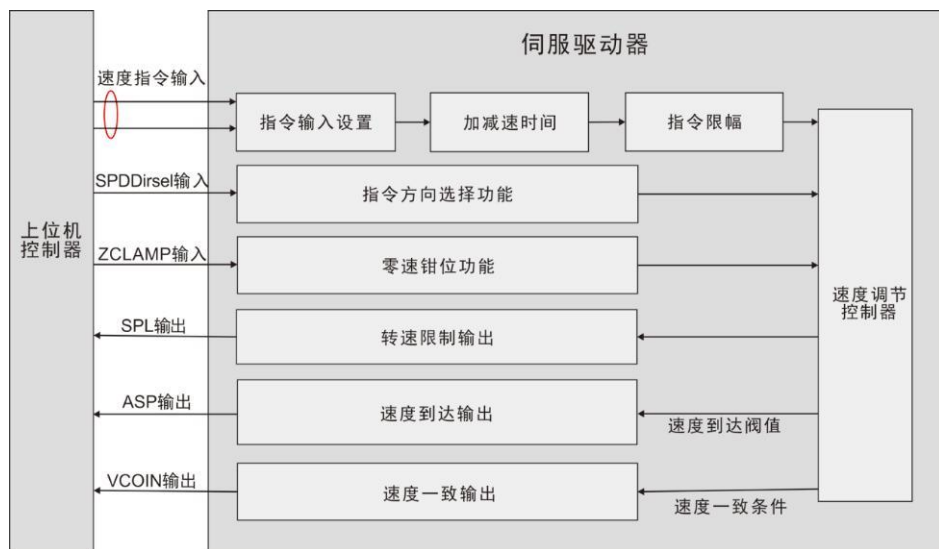 伺服驱动器
速度指令输入
指令输入设置
加减速时间
指令限幅
SPDDirsel输入
指令方向选择功能
上位机
控制器
ZCLAMP输入
零速钳位功能
速度调节
控制器
SPL输出
转速限制输出
ASP输出
速度到达输出
速度到达阀值
VCOIN输出
速度一致输出
速度一致条件